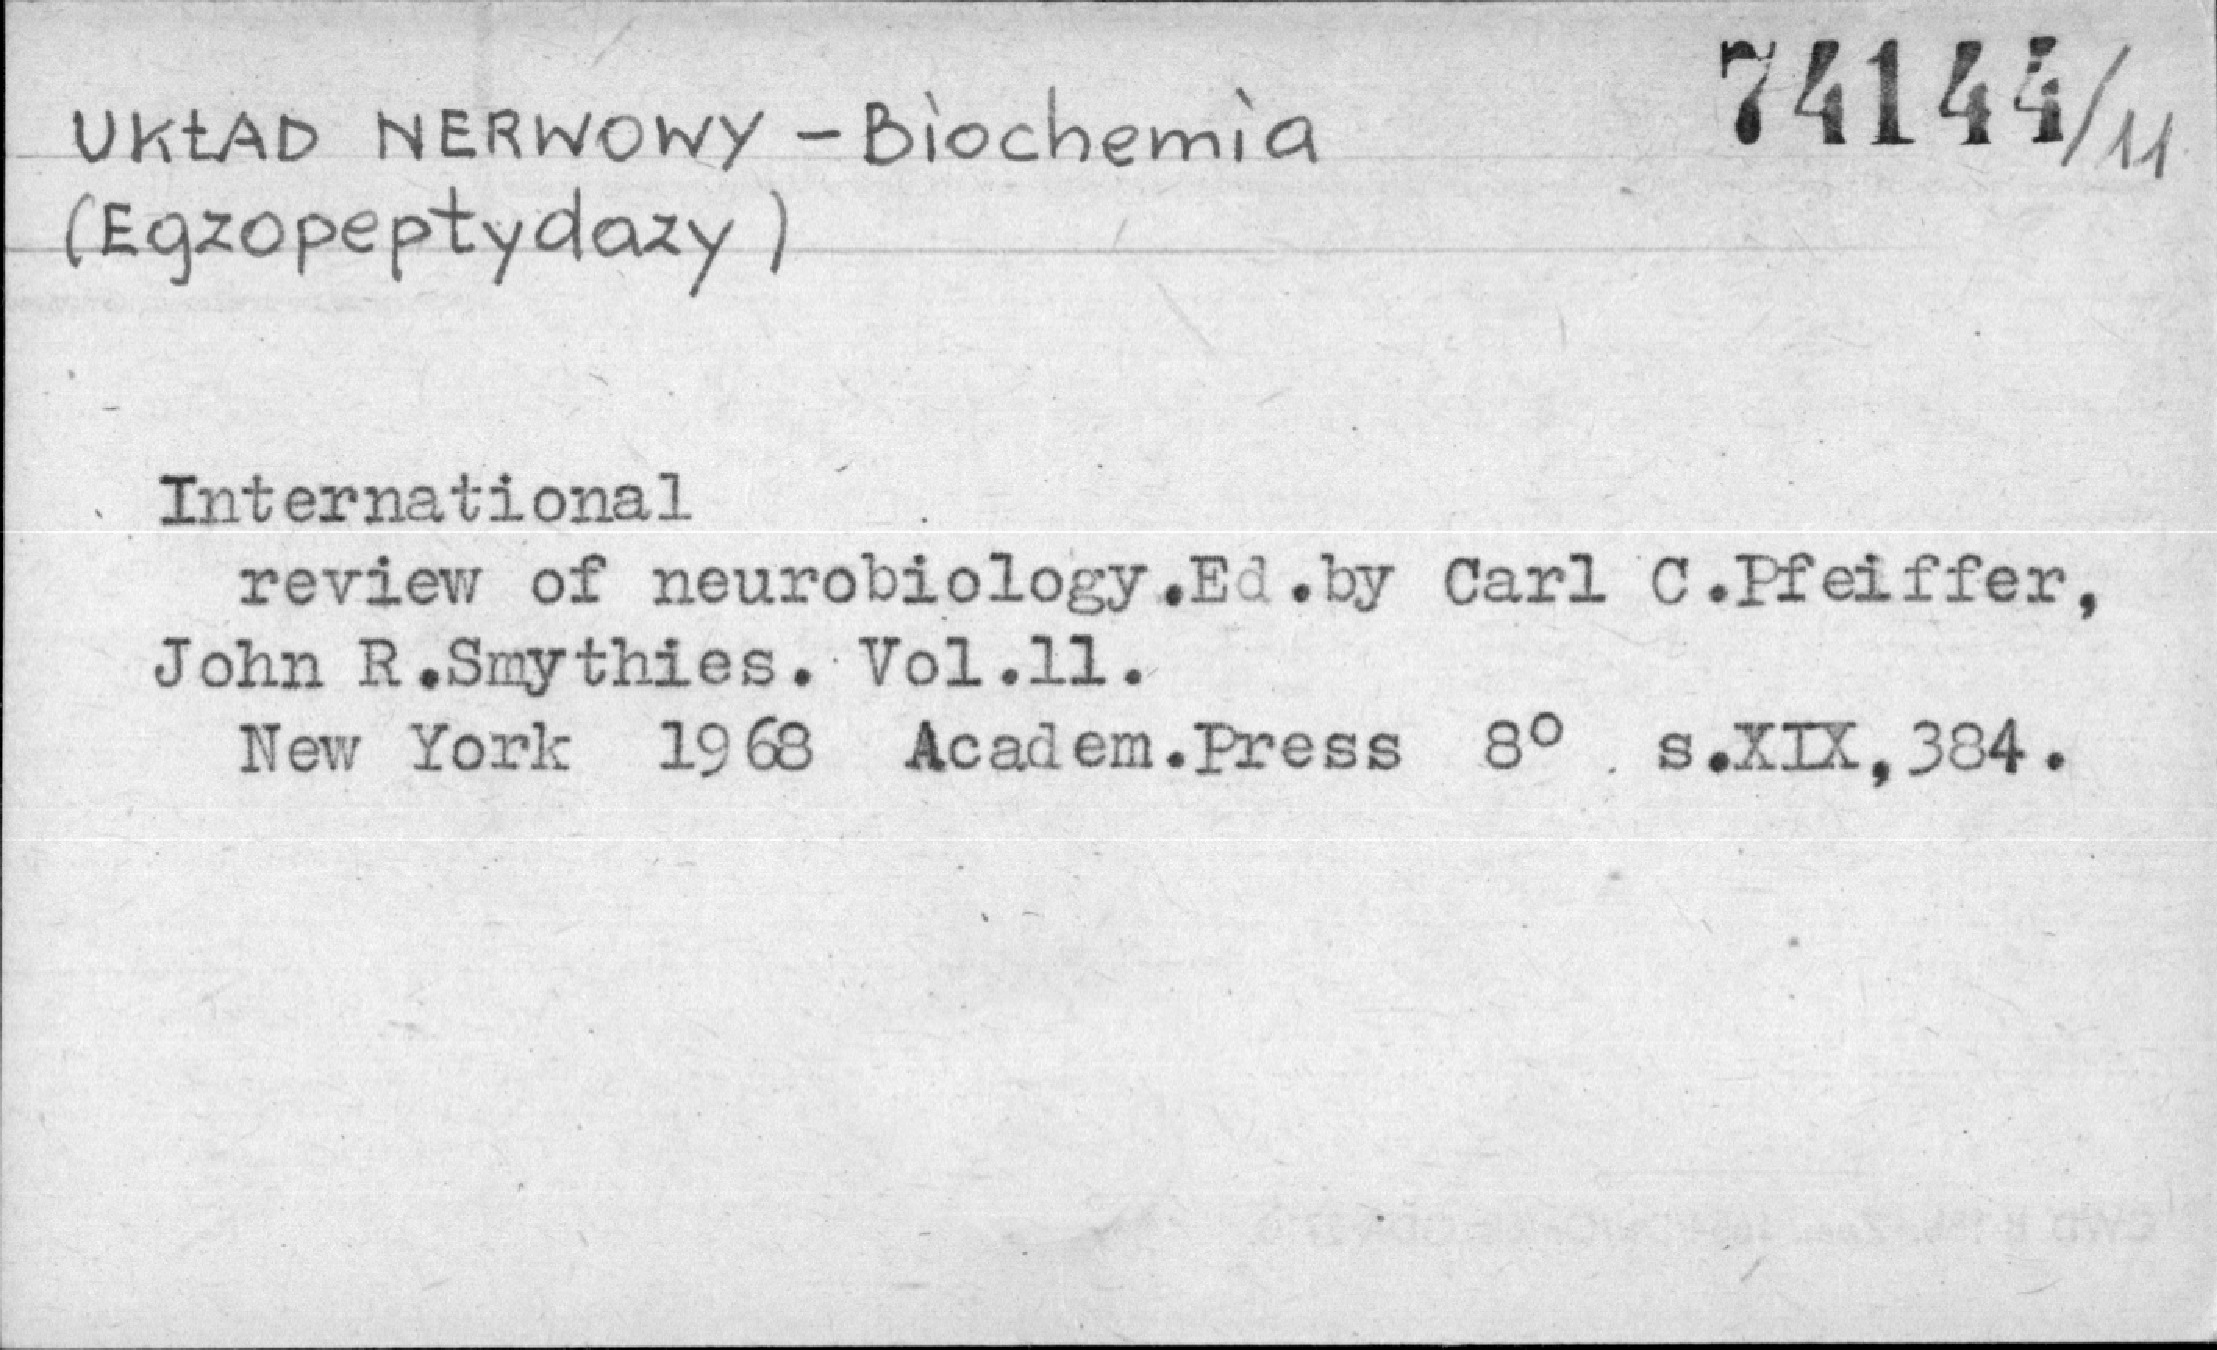 74144/11
UKŁAD NERWOWY - Biochemia
(Egzopeptydazy)
International
review of neurobiology.Ed.by Carl C.Pfeiffer,
John R.Smythies. Vol.11.
New York 1968 Academ.Press 8° s.XIX,384.